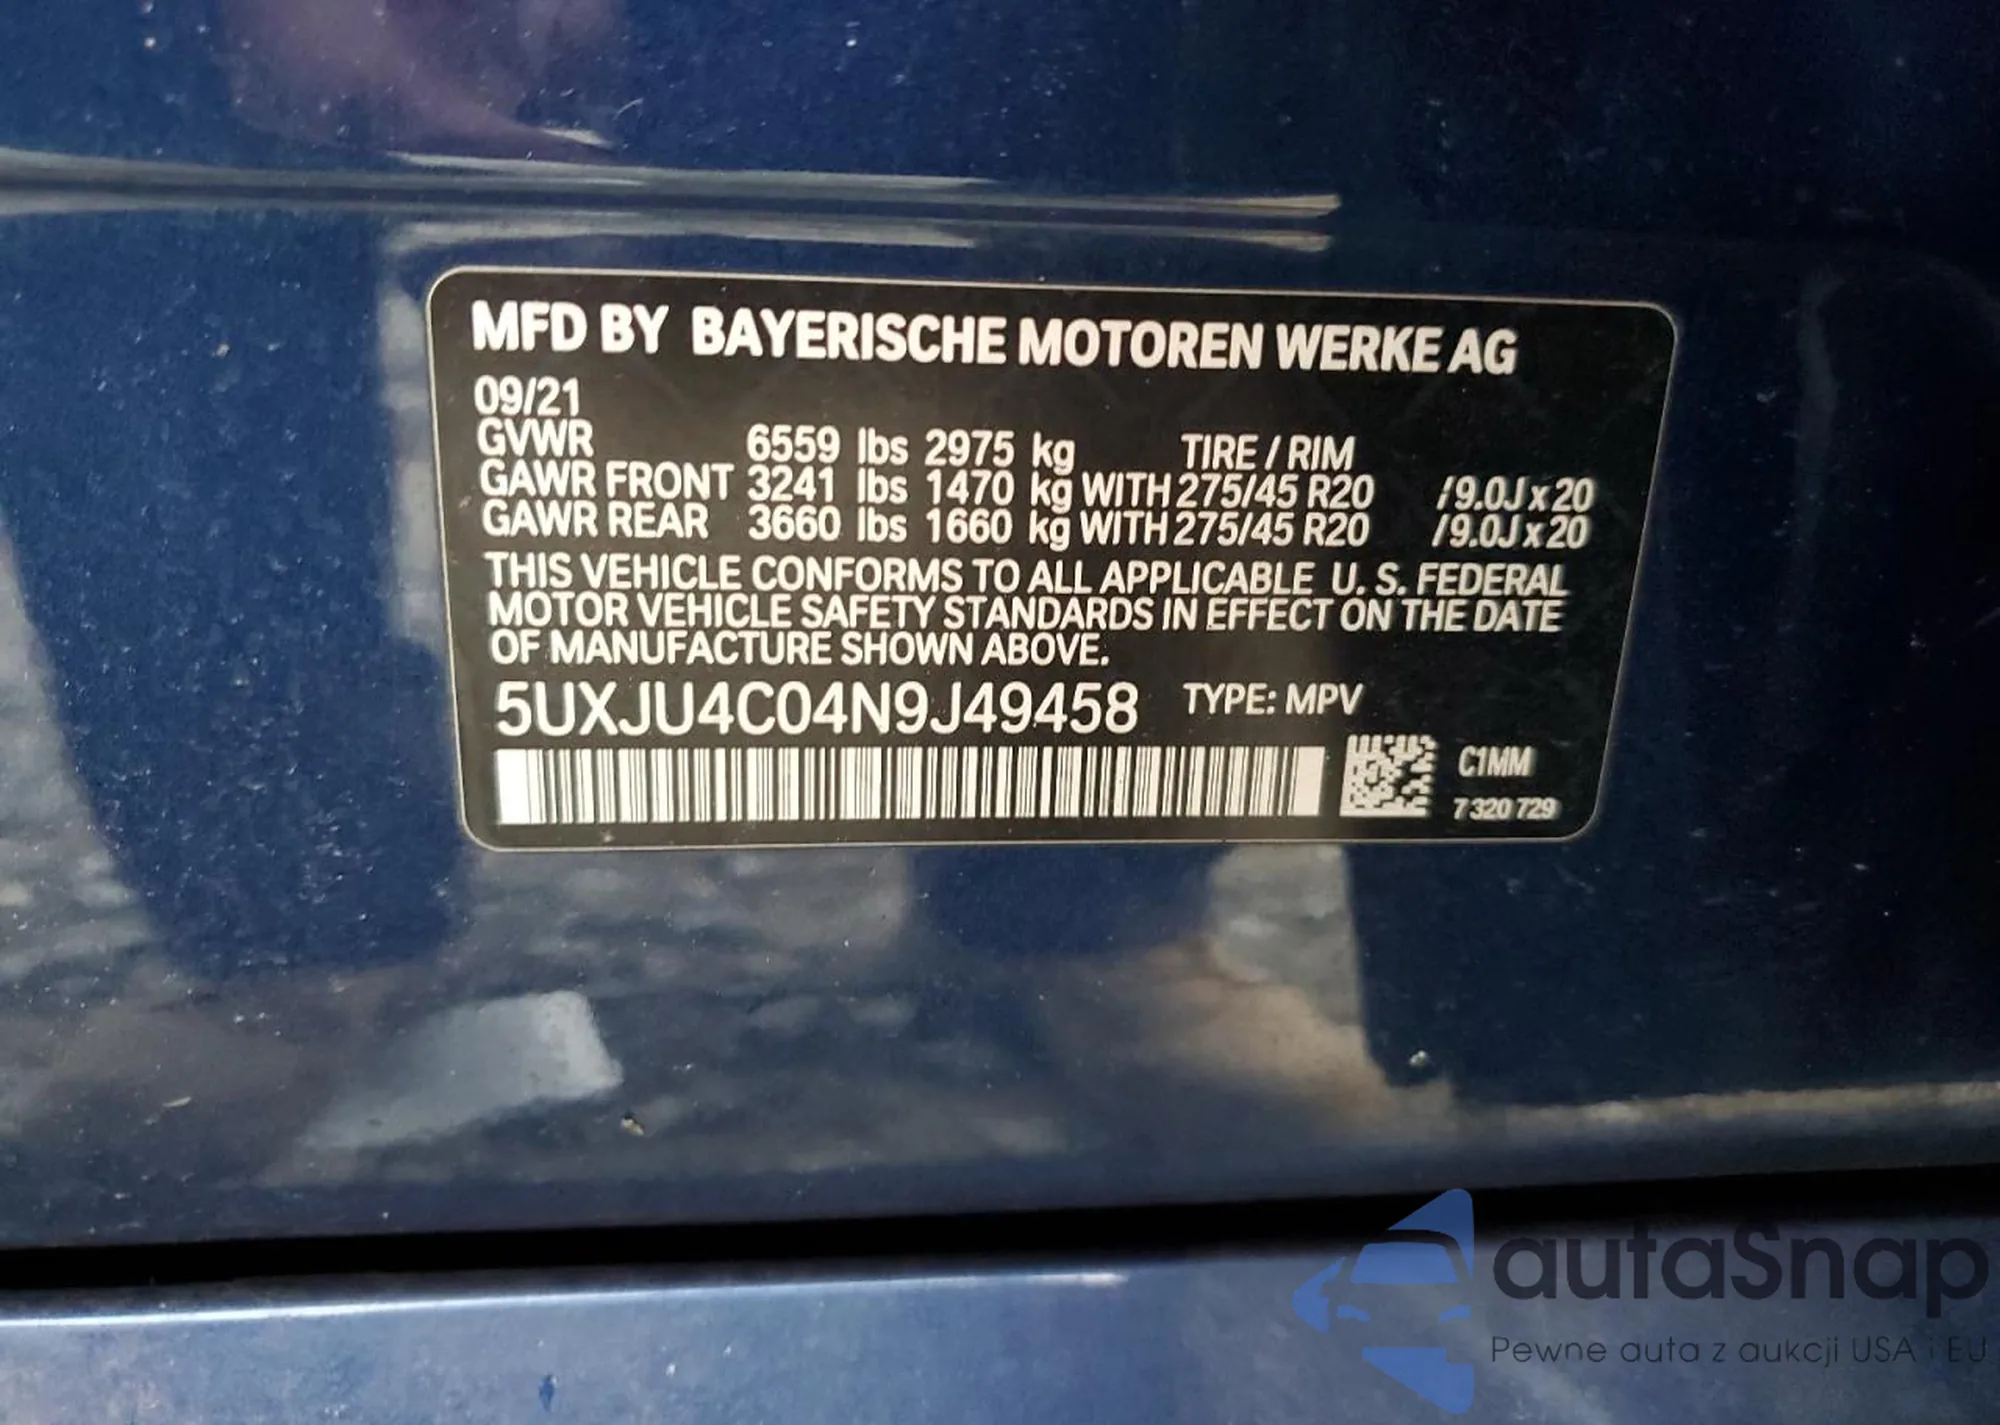 MFD BY BAYERISCHE MOTOREN WERKE AG
09/21
GVWR 6559 lbs 2975 kg TIRE / RIM
GAWR FRONT 3241 lbs 1470 kg WITH 275/45 R20 /9.0J x 20
GAWR REAR 3660 lbs 1660 kg WITH 275/45 R20 /9.0J x 20
THIS VEHICLE CONFORMS TO ALL APPLICABLE U. S. FEDERAL
MOTOR VEHICLE SAFETY STANDARDS IN EFFECT ON THE DATE
OF MANUFACTURE SHOWN ABOVE.
5UXJU4C04N9J49458 TYPE: MPV
C1MM
7 320 729
autaSnap
Pewne auta z aukcji USA i EU